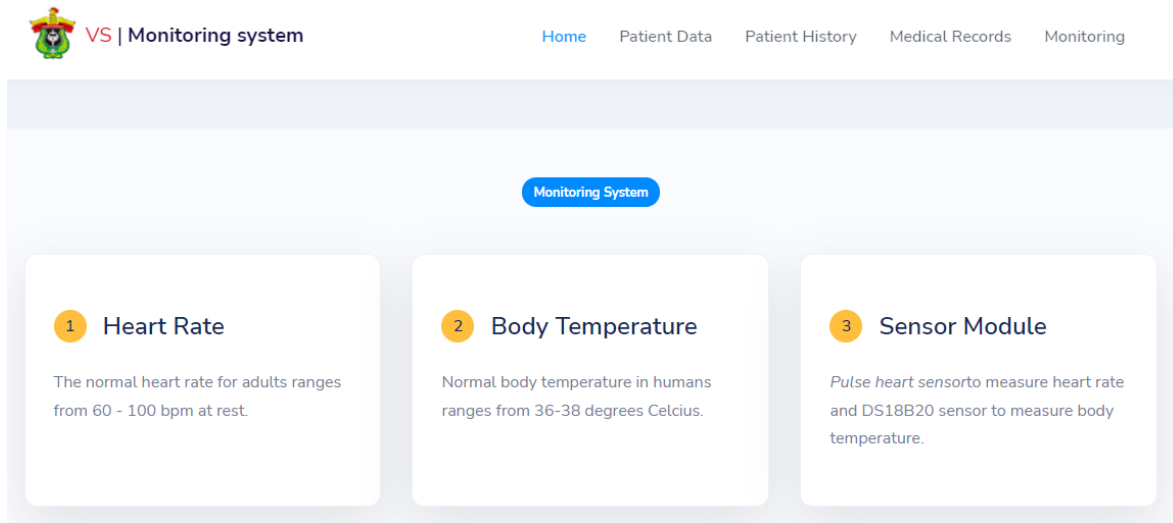 VS | Monitoring system
Home Patient Data Patient History Medical Records Monitoring
Monitoring System
1 Heart Rate
The normal heart rate for adults ranges
from 60 - 100 bpm at rest.
2 Body Temperature
Normal body temperature in humans
ranges from 36-38 degrees Celcius.
3 Sensor Module
Pulse heart sensorto measure heart rate
and DS18B20 sensor to measure body
temperature.